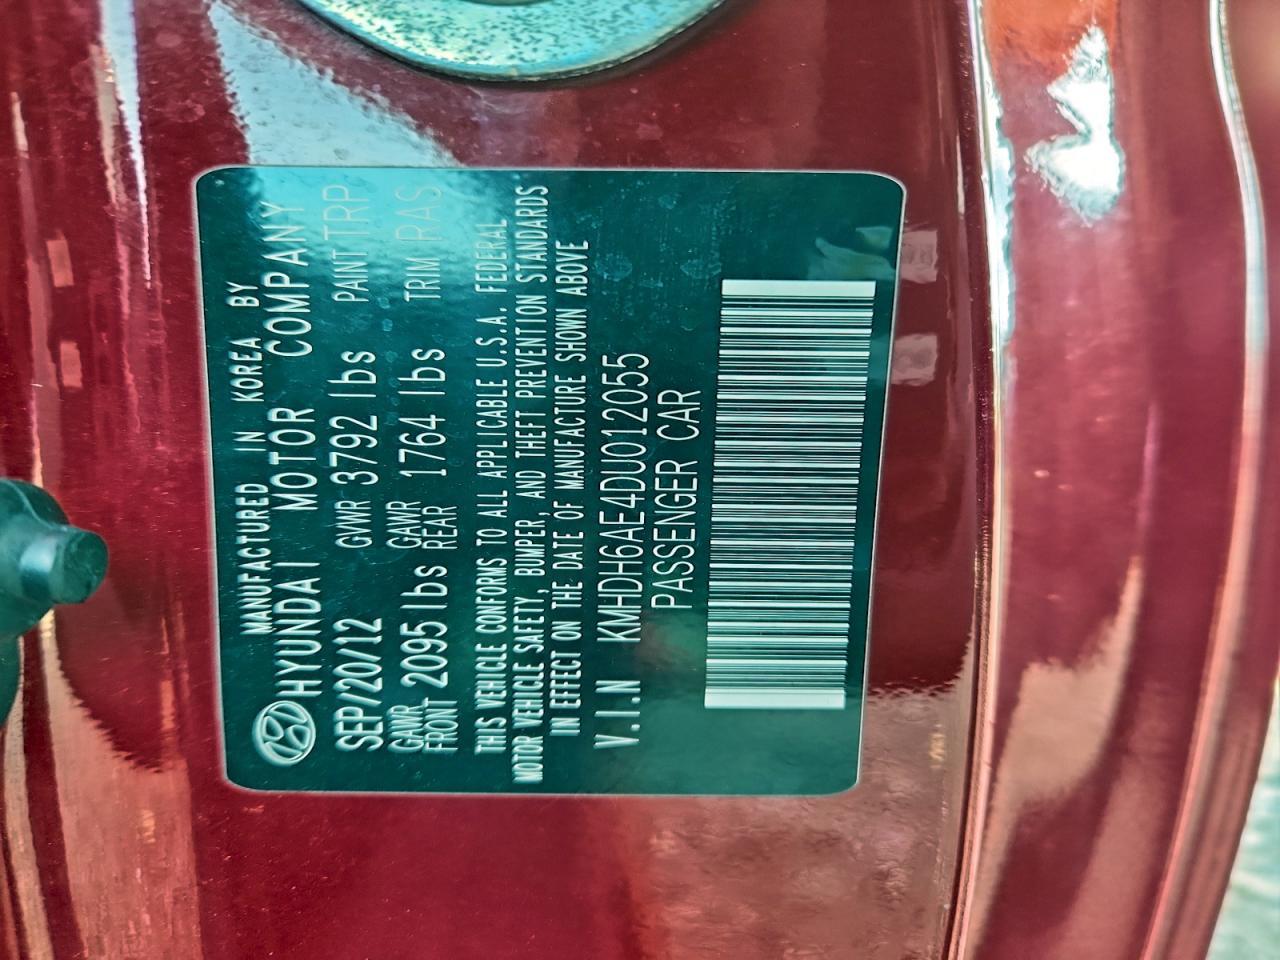 MANUFACTURED IN KOREA BY
HYUNDAI MOTOR COMPANY
SEP/20/12 GVWR 3792 lbs PAINT TRP
GAWR FRONT 2095 lbs GAWR REAR 1764 lbs TRIM RAS
THIS VEHICLE CONFORMS TO ALL APPLICABLE U.S.A. FEDERAL
MOTOR VEHICLE SAFETY, BUMPER, AND THEFT PREVENTION STANDARDS
IN EFFECT ON THE DATE OF MANUFACTURE SHOWN ABOVE
V.I.N KMHDH6AE4DU012055
PASSENGER CAR